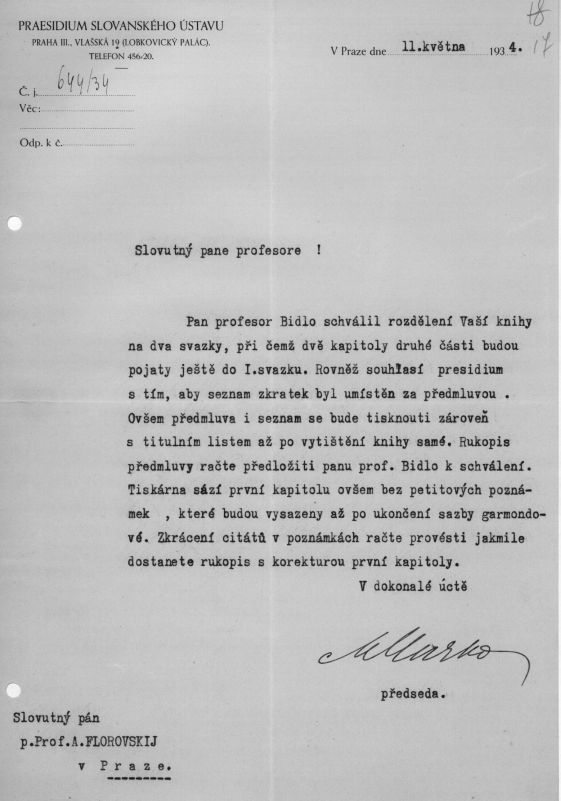 18
17
PRAESIDIUM SLOVANSKÉHO ÚSTAVU
PRAHA III., VLAŠSKÁ 19 (LOBKOVICKÝ PALÁC).
TELEFON 456-20.
V Praze dne 11.května 1934.
Č. j. 644/34
Věc:
Odp. k č.
Slovutný pane profesore !
Pan profesor Bidlo schválil rozdělení Vaší knihy
na dva svazky, při čemž dvě kapitoly druhé části budou
pojaty ještě do I.svazku. Rovněž souhlasí presidium
s tím, aby seznam zkratek byl umístěn za předmluvou .
Ovšem předmluva i seznam se bude tisknouti zároveň
s titulním listem až po vytištění knihy samé. Rukopis
předmluvy račte předložiti panu prof. Bidlo k schválení.
Tiskárna sází první kapitolu ovšem bez petitových pozná-
mek , které budou vysazeny až po ukončení sazby garmondo-
vé. Zkrácení citátů v poznámkách račte provésti jakmile
dostanete rukopis s korekturou první kapitoly.
V dokonalé úctě
předseda.
Slovutný pán
p.Prof.A.FLOROVSKIJ
v Praze.